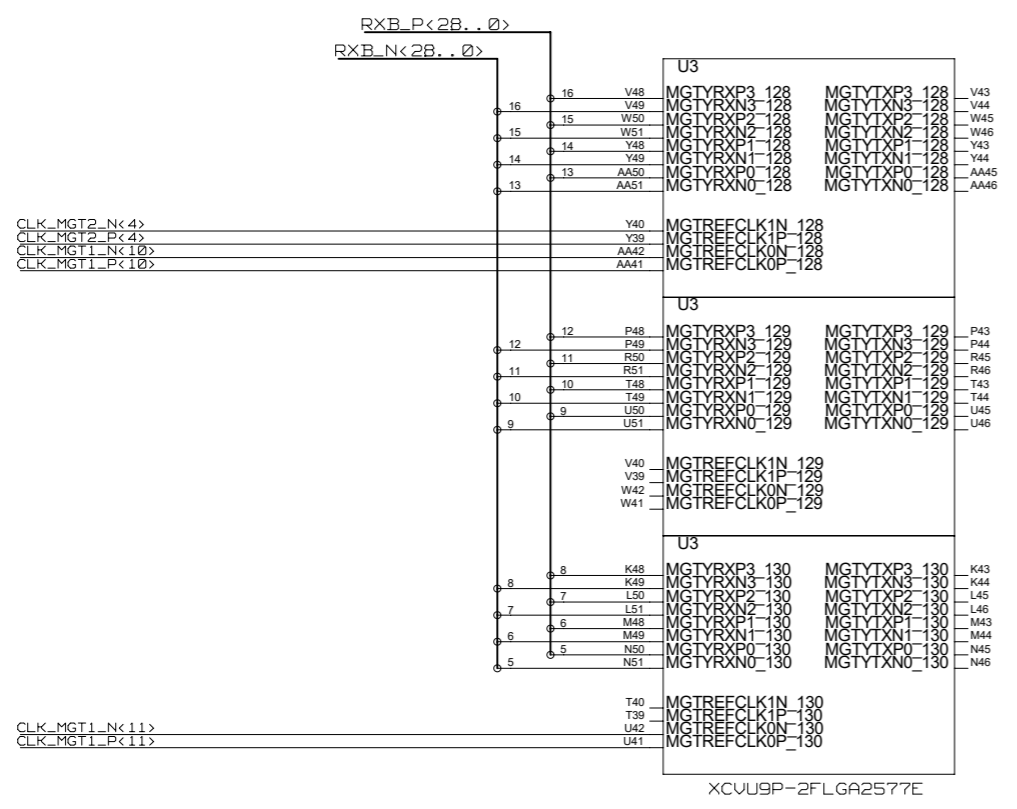 RXB_P<28..0>
RXB_N<28..0>
U3
16 V48 MGTYRXP3_128 MGTYTXP3_128 V43
16 V49 MGTYRXN3_128 MGTYTXN3_128 V44
15 W50 MGTYRXP2_128 MGTYTXP2_128 W45
15 W51 MGTYRXN2_128 MGTYTXN2_128 W46
14 Y48 MGTYRXP1_128 MGTYTXP1_128 Y43
14 Y49 MGTYRXN1_128 MGTYTXN1_128 Y44
13 AA50 MGTYRXP0_128 MGTYTXP0_128 AA45
13 AA51 MGTYRXN0_128 MGTYTXN0_128 AA46
CLK_MGT2_N<4> Y40 MGTREFCLK1N_128
CLK_MGT2_P<4> Y39 MGTREFCLK1P_128
CLK_MGT1_N<10> AA42 MGTREFCLK0N_128
CLK_MGT1_P<10> AA41 MGTREFCLK0P_128
U3
12 P48 MGTYRXP3_129 MGTYTXP3_129 P43
12 P49 MGTYRXN3_129 MGTYTXN3_129 P44
11 R50 MGTYRXP2_129 MGTYTXP2_129 R45
11 R51 MGTYRXN2_129 MGTYTXN2_129 R46
10 T48 MGTYRXP1_129 MGTYTXP1_129 T43
10 T49 MGTYRXN1_129 MGTYTXN1_129 T44
9 U50 MGTYRXP0_129 MGTYTXP0_129 U45
9 U51 MGTYRXN0_129 MGTYTXN0_129 U46
V40 MGTREFCLK1N_129
V39 MGTREFCLK1P_129
W42 MGTREFCLK0N_129
W41 MGTREFCLK0P_129
U3
8 K48 MGTYRXP3_130 MGTYTXP3_130 K43
8 K49 MGTYRXN3_130 MGTYTXN3_130 K44
7 L50 MGTYRXP2_130 MGTYTXP2_130 L45
7 L51 MGTYRXN2_130 MGTYTXN2_130 L46
6 M48 MGTYRXP1_130 MGTYTXP1_130 M43
6 M49 MGTYRXN1_130 MGTYTXN1_130 M44
5 N50 MGTYRXP0_130 MGTYTXP0_130 N45
5 N51 MGTYRXN0_130 MGTYTXN0_130 N46
T40 MGTREFCLK1N_130
T39 MGTREFCLK1P_130
CLK_MGT1_N<11> U42 MGTREFCLK0N_130
CLK_MGT1_P<11> U41 MGTREFCLK0P_130
XCVU9P-2FLGA2577E